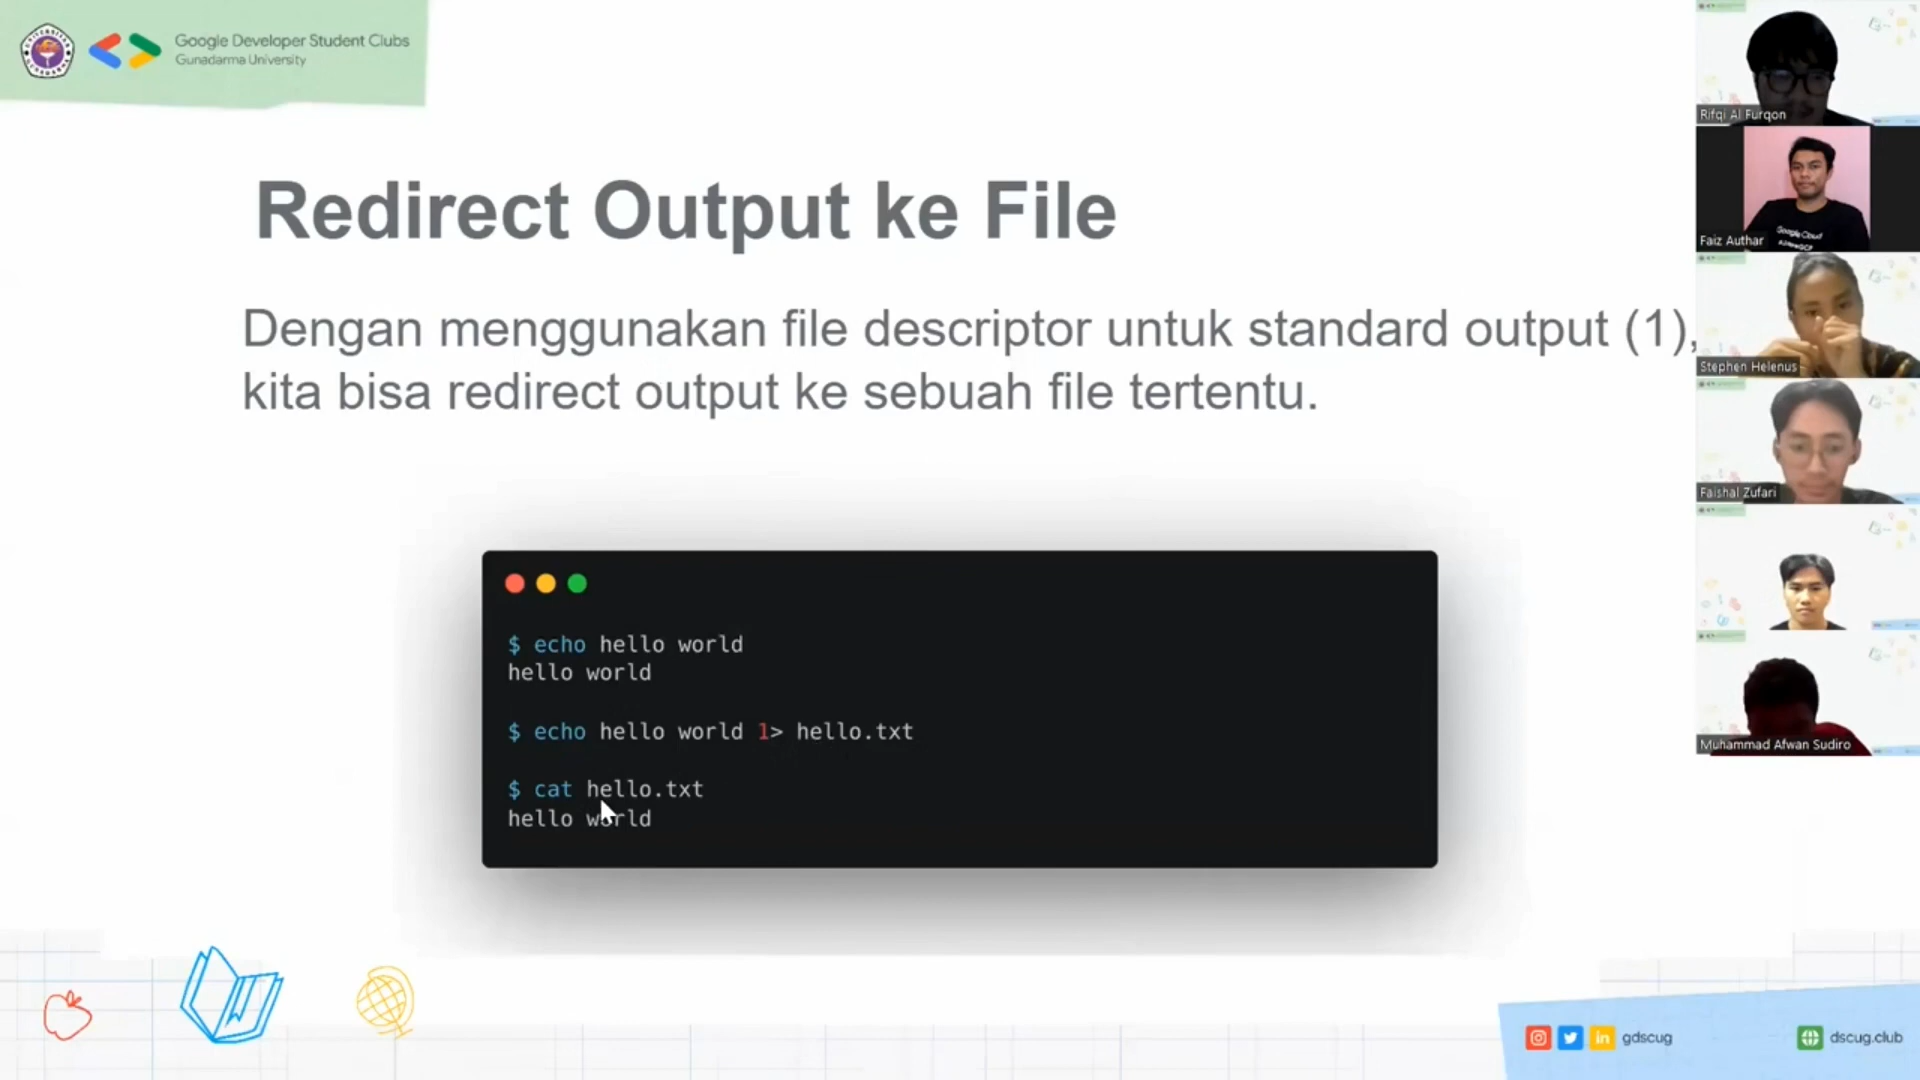 Google Developer Student Clubs
Gunadarma University
Redirect Output ke File
Dengan menggunakan file descriptor untuk standard output (1),
kita bisa redirect output ke sebuah file tertentu.
$ echo hello world
hello world
$ echo hello world 1> hello.txt
$ cat hello.txt
hello world
gdscug
dscug.club
Rifqi Al Furqon
Google Cloud
Faiz Authar
Stephen Helenus
Faishal Zufari
Muhammad Afwan Sudiro